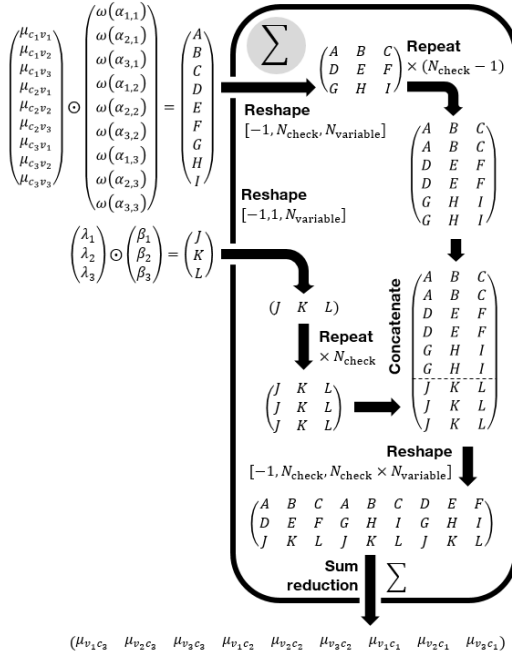 (μc1v1 μc1v2 μc1v3 μc2v1 μc2v2 μc2v3 μc3v1 μc3v2 μc3v3) ⊙ (ω(α1,1) ω(α2,1) ω(α3,1) ω(α1,2) ω(α2,2) ω(α3,2) ω(α1,3) ω(α2,3) ω(α3,3)) = (A B C D E F G H I)
∑
Reshape
[−1, Ncheck, Nvariable]
(A B C
D E F
G H I)
Repeat
× (Ncheck − 1)
(A B C
A B C
D E F
D E F
G H I
G H I)
(λ1 λ2 λ3) ⊙ (β1 β2 β3) = (J K L)
Reshape
[−1,1, Nvariable]
(J K L)
Repeat
× Ncheck
(J K L
J K L
J K L)
Concatenate
(A B C
A B C
D E F
D E F
G H I
G H I
J K L
J K L
J K L)
Reshape
[−1, Ncheck, Ncheck × Nvariable]
(A B C A B C D E F
D E F G H I G H I
J K L J K L J K L)
Sum
reduction
∑
(μv1c3 μv2c3 μv3c3 μv1c2 μv2c2 μv3c2 μv1c1 μv2c1 μv3c1)